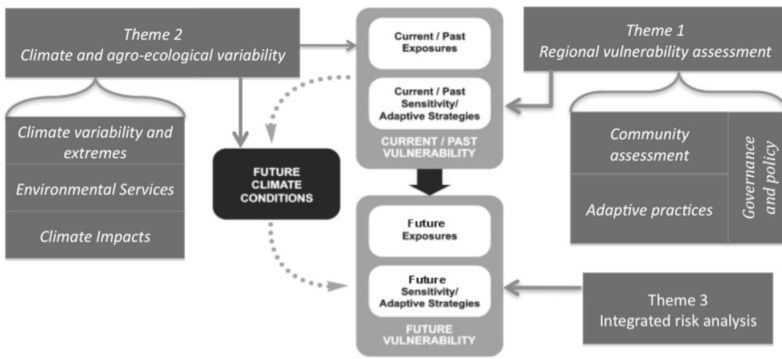 Theme 2
Climate and agro-ecological variability
Climate variability and
extremes
Environmental Services
Climate Impacts
FUTURE
CLIMATE
CONDITIONS
Current / Past
Exposures
Current / Past
Sensitivity/
Adaptive Strategies
CURRENT / PAST
VULNERABILITY
Future
Exposures
Future
Sensitivity/
Adaptive Strategies
FUTURE
VULNERABILITY
Theme 1
Regional vulnerability assessment
Community
assessment
Adaptive practices
Governance
and policy
Theme 3
Integrated risk analysis